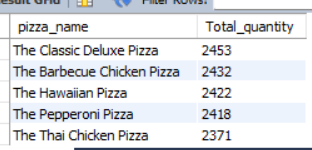 esult Grid Filter Rows:
pizza_name Total_quantity
The Classic Deluxe Pizza 2453
The Barbecue Chicken Pizza 2432
The Hawaiian Pizza 2422
The Pepperoni Pizza 2418
The Thai Chicken Pizza 2371